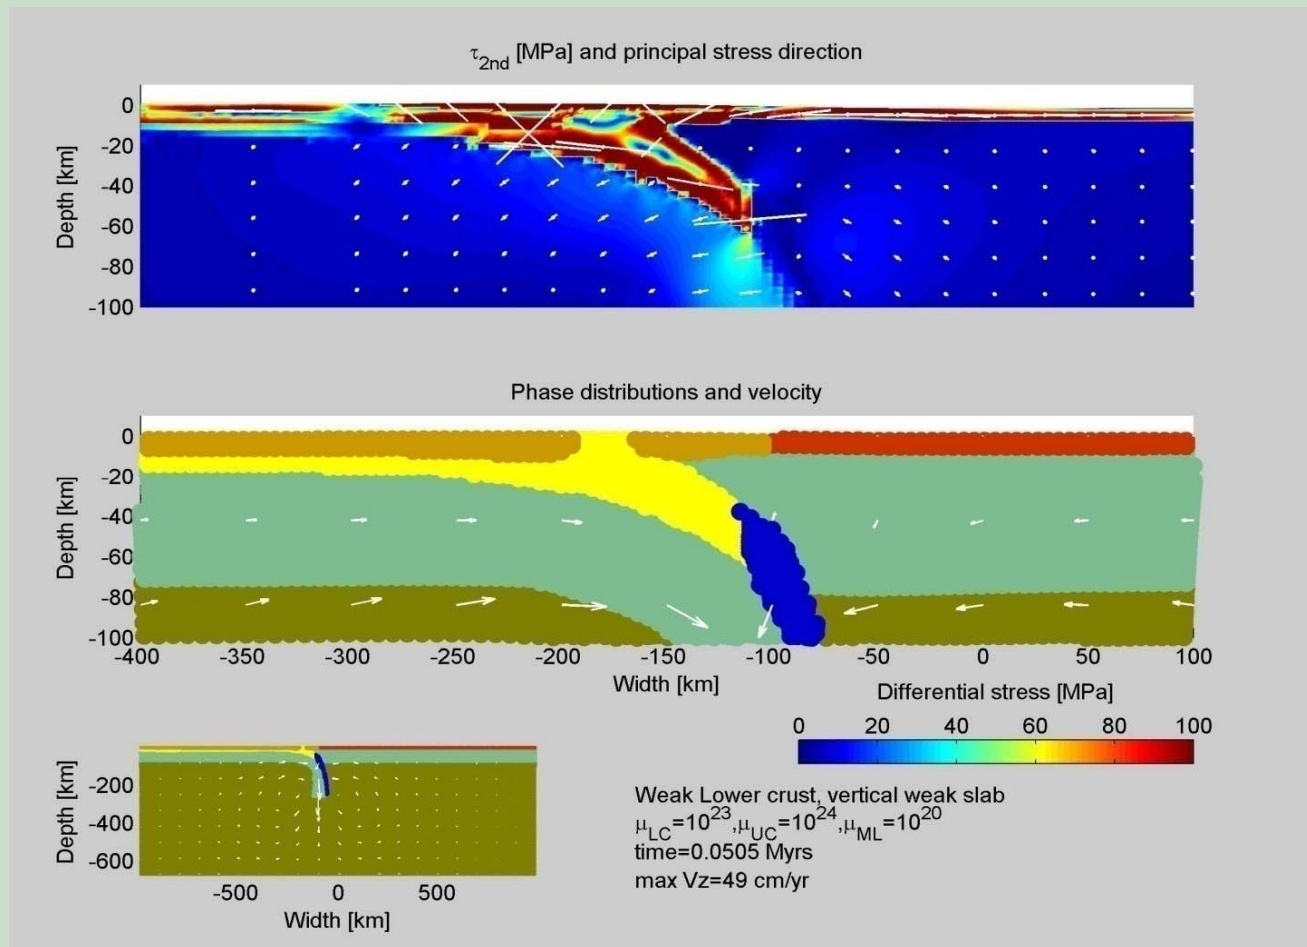 τ2nd [MPa] and principal stress direction
0
-20
-40
-60
-80
-100
Depth [km]
Phase distributions and velocity
0
-20
-40
-60
-80
-100
Depth [km]
-400 -350 -300 -250 -200 -150 -100 -50 0 50 100
Width [km]
Differential stress [MPa]
0 20 40 60 80 100
-200
-400
-600
Depth [km]
-500 0 500
Width [km]
Weak Lower crust, vertical weak slab
μLC=10^23,μUC=10^24,μML=10^20
time=0.0505 Myrs
max Vz=49 cm/yr